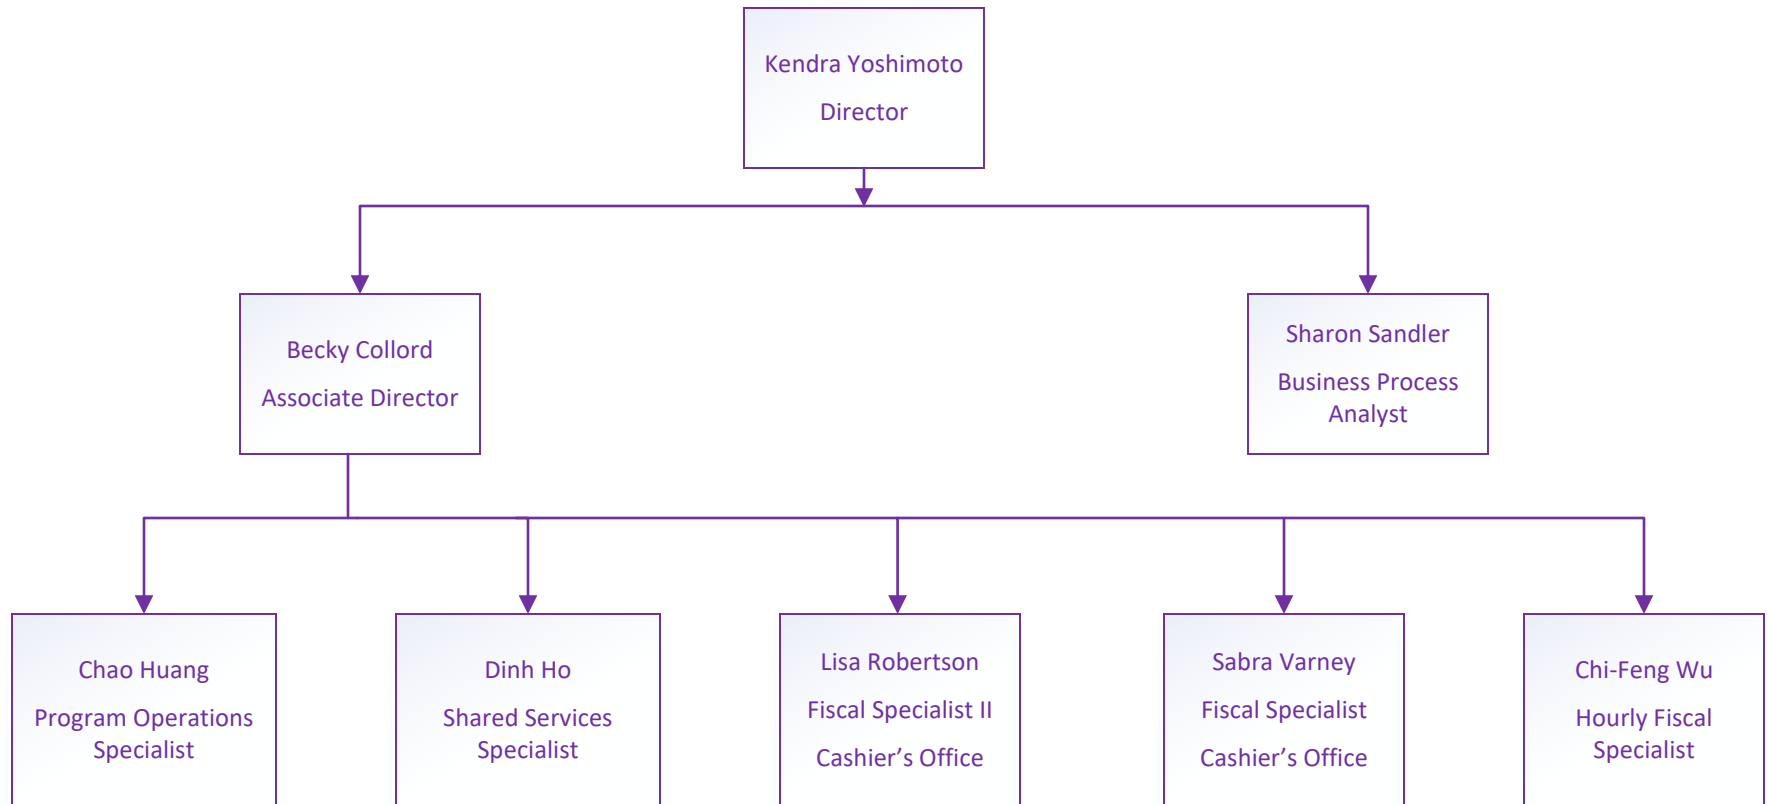 Kendra Yoshimoto
Director
Becky Collord
Associate Director
Sharon Sandler
Business Process
Analyst
Chao Huang
Program Operations
Specialist
Dinh Ho
Shared Services
Specialist
Lisa Robertson
Fiscal Specialist II
Cashier’s Office
Sabra Varney
Fiscal Specialist
Cashier’s Office
Chi-Feng Wu
Hourly Fiscal
Specialist